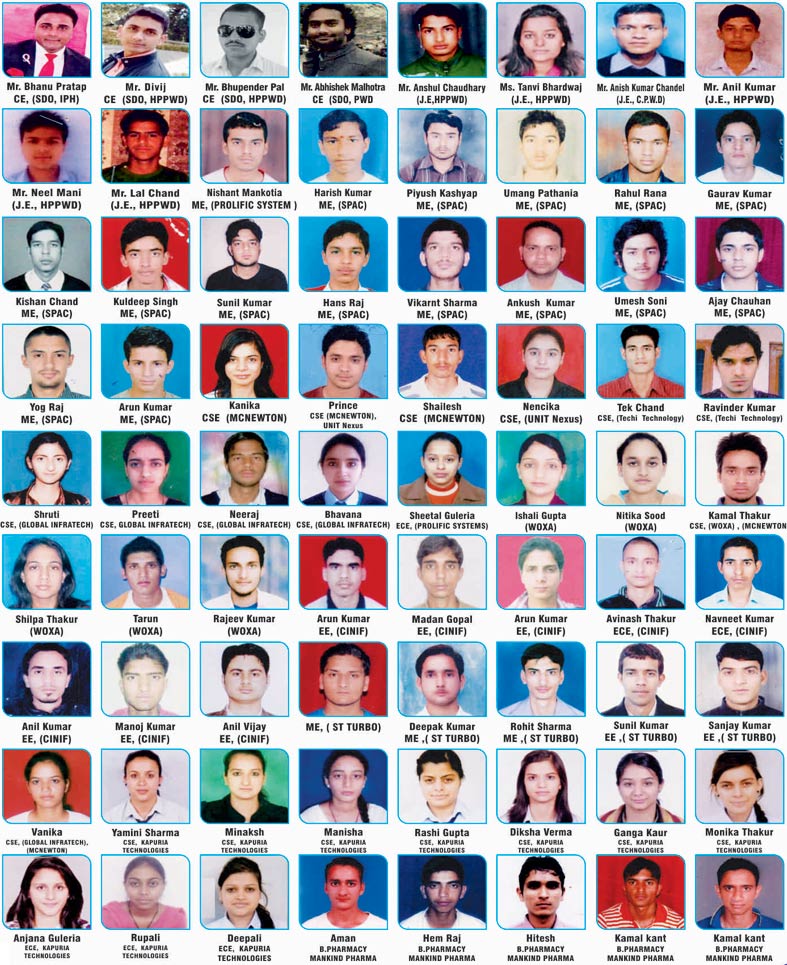 Mr. Bhanu Pratap
CE, (SDO, IPH)
Mr. Divij
CE (SDO, HPPWD)
Mr. Bhupender Pal
CE (SDO, HPPWD)
Mr. Abhishek Malhotra
CE (SDO, PWD
Mr. Anshul Chaudhary
(J.E,HPPWD)
Ms. Tanvi Bhardwaj
(J.E., HPPWD)
Mr. Anish Kumar Chandel
(J.E., C.P.W.D)
Mr. Anil Kumar
(J.E., HPPWD)
Mr. Neel Mani
(J.E., HPPWD)
Mr. Lal Chand
(J.E., HPPWD)
Nishant Mankotia
ME, (PROLIFIC SYSTEM )
Harish Kumar
ME, (SPAC)
Piyush Kashyap
ME, (SPAC)
Umang Pathania
ME, (SPAC)
Rahul Rana
ME, (SPAC)
Gaurav Kumar
ME, (SPAC)
Kishan Chand
ME, (SPAC)
Kuldeep Singh
ME, (SPAC)
Sunil Kumar
ME, (SPAC)
Hans Raj
ME, (SPAC)
Vikarnt Sharma
ME, (SPAC)
Ankush Kumar
ME, (SPAC)
Umesh Soni
ME, (SPAC)
Ajay Chauhan
ME, (SPAC)
Yog Raj
ME, (SPAC)
Arun Kumar
ME, (SPAC)
Kanika
CSE (MCNEWTON)
Prince
CSE (MCNEWTON),
UNIT Nexus
Shailesh
CSE (MCNEWTON)
Nencika
CSE, (UNIT Nexus)
Tek Chand
CSE, (Techi Technology)
Ravinder Kumar
CSE, (Techi Technology)
Shruti
CSE, (GLOBAL INFRATECH)
Preeti
CSE, GLOBAL INFRATECH)
Neeraj
CSE, (GLOBAL INFRATECH)
Bhavana
CSE, (GLOBAL INFRATECH)
Sheetal Guleria
ECE, (PROLIFIC SYSTEMS)
Ishali Gupta
(WOXA)
Nitika Sood
(WOXA)
Kamal Thakur
CSE, (WOXA) , (MCNEWTON
Shilpa Thakur
(WOXA)
Tarun
(WOXA)
Rajeev Kumar
(WOXA)
Arun Kumar
EE, (CINIF)
Madan Gopal
EE, (CINIF)
Arun Kumar
EE, (CINIF)
Avinash Thakur
ECE, (CINIF)
Navneet Kumar
ECE, (CINIF)
Anil Kumar
EE, (CINIF)
Manoj Kumar
EE, (CINIF)
Anil Vijay
EE, (CINIF)
ME, ( ST TURBO)
Deepak Kumar
ME ,( ST TURBO)
Rohit Sharma
ME ,( ST TURBO)
Sunil Kumar
EE ,( ST TURBO)
Sanjay Kumar
EE ,( ST TURBO)
Vanika
CSE, (GLOBAL INFRATECH),
(MCNEWTON)
Yamini Sharma
CSE, KAPURIA
TECHNOLOGIES
Minaksh
CSE, KAPURIA
TECHNOLOGIES
Manisha
CSE, KAPURIA
TECHNOLOGIES
Rashi Gupta
CSE, KAPURIA
TECHNOLOGIES
Diksha Verma
CSE, KAPURIA
TECHNOLOGIES
Ganga Kaur
CSE, KAPURIA
TECHNOLOGIES
Monika Thakur
CSE, KAPURIA
TECHNOLOGIES
Anjana Guleria
ECE, KAPURIA
TECHNOLOGIES
Rupali
ECE, KAPURIA
TECHNOLOGIES
Deepali
ECE, KAPURIA
TECHNOLOGIES
Aman
B.PHARMACY
MANKIND PHARMA
Hem Raj
B.PHARMACY
MANKIND PHARMA
Hitesh
B.PHARMACY
MANKIND PHARMA
Kamal kant
B.PHARMACY
MANKIND PHARMA
Kamal kant
B.PHARMACY
MANKIND PHARMA